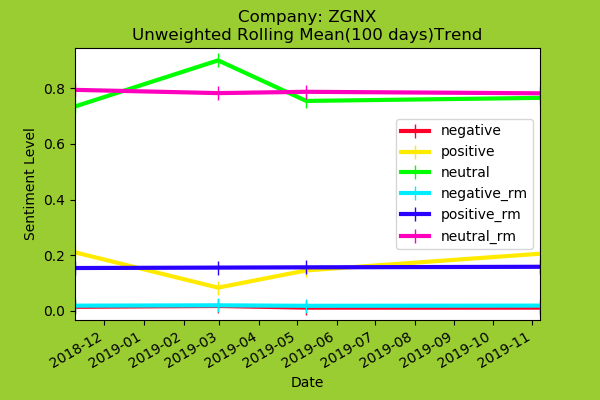 Company: ZGNX
Unweighted Rolling Mean(100 days)Trend
Sentiment Level
0.8
0.6
0.4
0.2
0.0
negative
positive
neutral
negative_rm
positive_rm
neutral_rm
2018-12
2019-01
2019-02
2019-03
2019-04
2019-05
2019-06
2019-07
2019-08
2019-09
2019-10
2019-11
Date